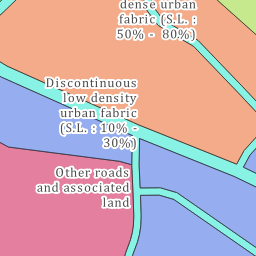 dense urban
fabric (S.L. :
50% - 80%)
Discontinuous
low density
urban fabric
(S.L. : 10% -
30%)
Other roads
and associated
land